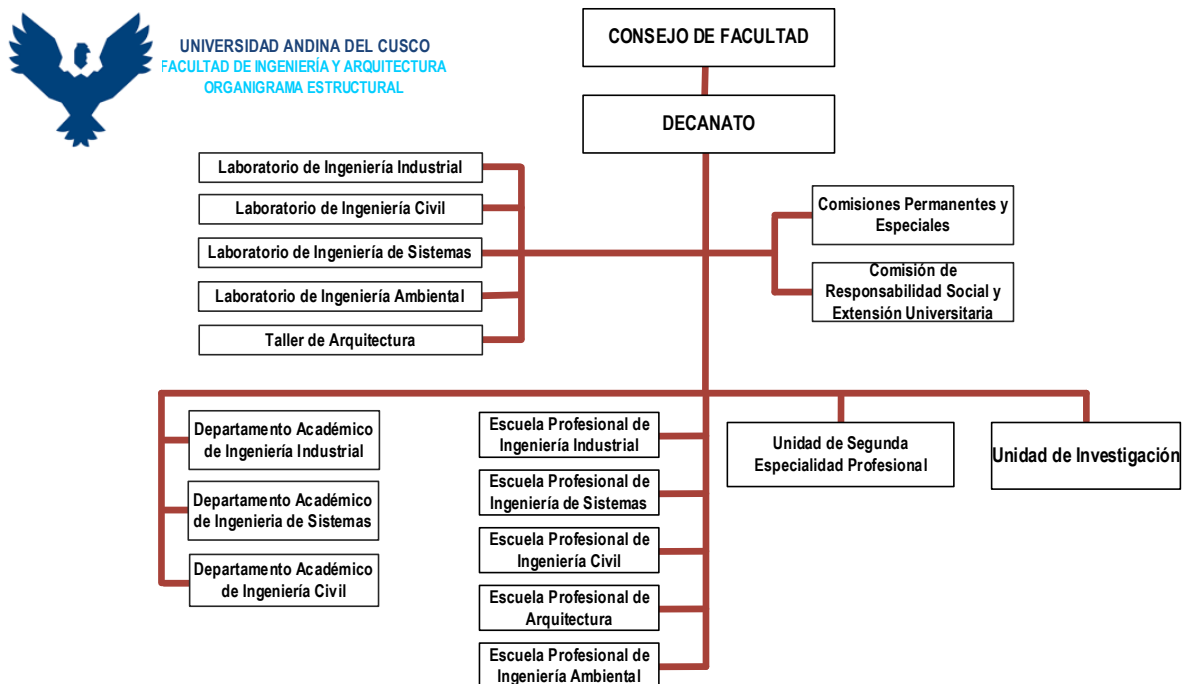 UNIVERSIDAD ANDINA DEL CUSCO
FACULTAD DE INGENIERÍA Y ARQUITECTURA
ORGANIGRAMA ESTRUCTURAL
CONSEJO DE FACULTAD
DECANATO
Laboratorio de Ingeniería Industrial
Laboratorio de Ingeniería Civil
Laboratorio de Ingeniería de Sistemas
Laboratorio de Ingeniería Ambiental
Taller de Arquitectura
Comisiones Permanentes y
Especiales
Comisión de
Responsabilidad Social y
Extensión Universitaria
Departamento Académico
de Ingeniería Industrial
Departamento Académico
de Ingenieria de Sistemas
Departamento Académico
de Ingeniería Civil
Escuela Profesional de
Ingeniería Industrial
Escuela Profesional de
Ingeniería de Sistemas
Escuela Profesional de
Ingeniería Civil
Escuela Profesional de
Arquitectura
Escuela Profesional de
Ingeniería Ambiental
Unidad de Segunda
Especialidad Profesional
Unidad de Investigación